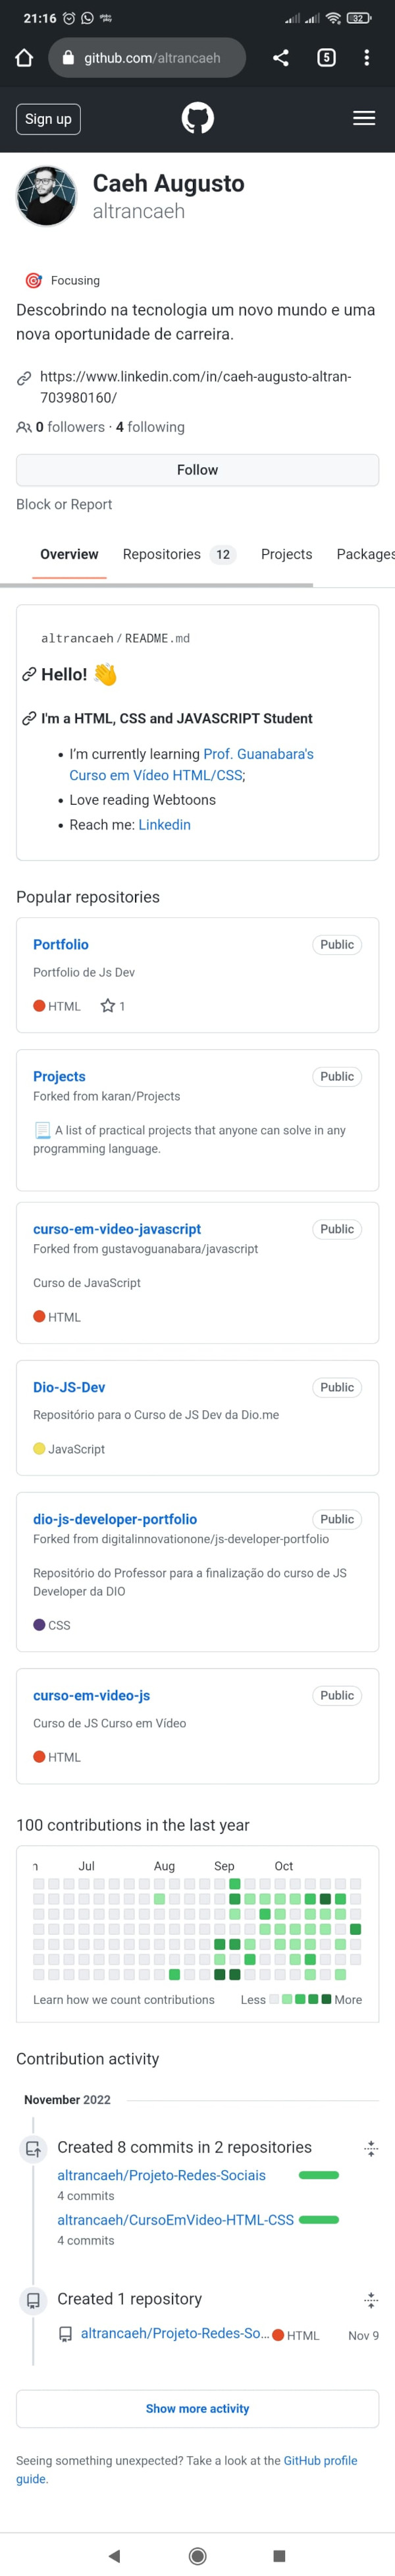 21:16
32
github.com/altrancaeh
5
Sign up
Caeh Augusto
altrancaeh
Focusing
Descobrindo na tecnologia um novo mundo e uma
nova oportunidade de carreira.
https://www.linkedin.com/in/caeh-augusto-altran-
703980160/
0 followers · 4 following
Follow
Block or Report
Overview Repositories 12 Projects Packages
altrancaeh / README.md
Hello! 👋
I'm a HTML, CSS and JAVASCRIPT Student
• I'm currently learning Prof. Guanabara's
Curso em Vídeo HTML/CSS;
• Love reading Webtoons
• Reach me: Linkedin
Popular repositories
Portfolio Public
Portfolio de Js Dev
HTML 1
Projects Public
Forked from karan/Projects
📃 A list of practical projects that anyone can solve in any
programming language.
curso-em-video-javascript Public
Forked from gustavoguanabara/javascript
Curso de JavaScript
HTML
Dio-JS-Dev Public
Repositório para o Curso de JS Dev da Dio.me
JavaScript
dio-js-developer-portfolio Public
Forked from digitalinnovationone/js-developer-portfolio
Repositório do Professor para a finalização do curso de JS
Developer da DIO
CSS
curso-em-video-js Public
Curso de JS Curso em Vídeo
HTML
100 contributions in the last year
Jul Aug Sep Oct
Learn how we count contributions Less More
Contribution activity
November 2022
Created 8 commits in 2 repositories
altrancaeh/Projeto-Redes-Sociais
4 commits
altrancaeh/CursoEmVideo-HTML-CSS
4 commits
Created 1 repository
altrancaeh/Projeto-Redes-So... HTML Nov 9
Show more activity
Seeing something unexpected? Take a look at the GitHub profile
guide.